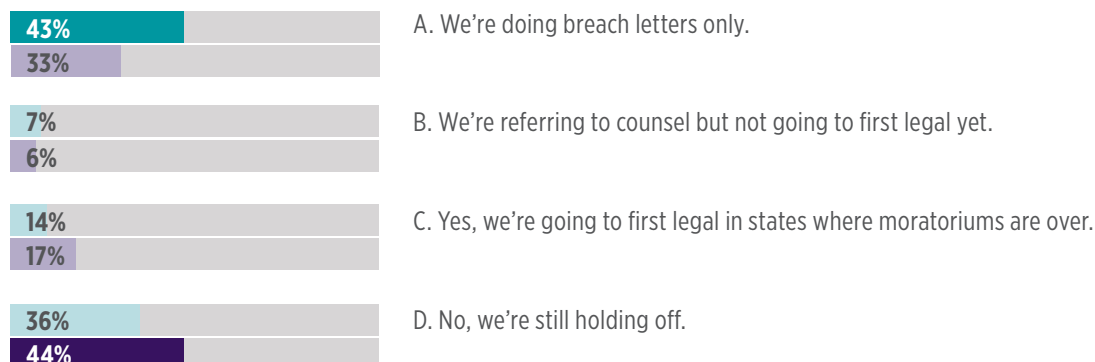 43%
A. We’re doing breach letters only.
33%
7%
B. We’re referring to counsel but not going to first legal yet.
6%
14%
C. Yes, we’re going to first legal in states where moratoriums are over.
17%
36%
D. No, we’re still holding off.
44%